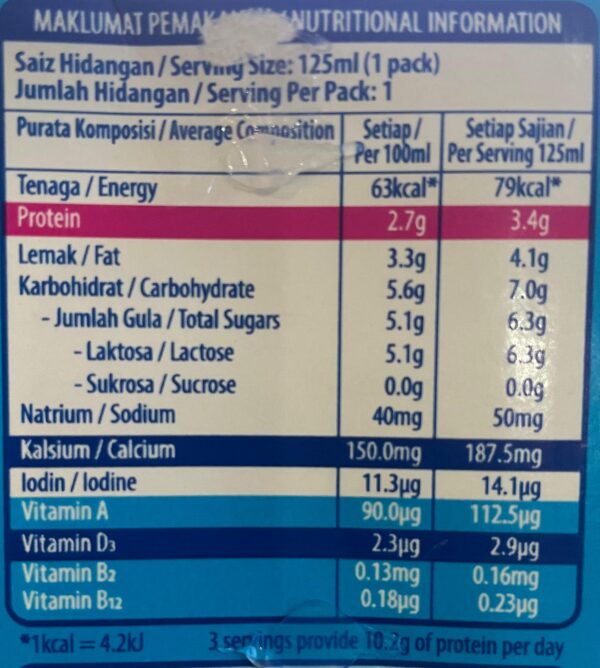 MAKLUMAT PEMAKANAN / NUTRITIONAL INFORMATION
Saiz Hidangan / Serving Size: 125ml (1 pack)
Jumlah Hidangan / Serving Per Pack: 1
Purata Komposisi / Average Composition Setiap / Per 100ml Setiap Sajian / Per Serving 125ml
Tenaga / Energy 63kcal* 79kcal*
Protein 2.7g 3.4g
Lemak / Fat 3.3g 4.1g
Karbohidrat / Carbohydrate 5.6g 7.0g
- Jumlah Gula / Total Sugars 5.1g 6.3g
- Laktosa / Lactose 5.1g 6.3g
- Sukrosa / Sucrose 0.0g 0.0g
Natrium / Sodium 40mg 50mg
Kalsium / Calcium 150.0mg 187.5mg
Iodin / Iodine 11.3µg 14.1µg
Vitamin A 90.0µg 112.5µg
Vitamin D3 2.3µg 2.9µg
Vitamin B2 0.13mg 0.16mg
Vitamin B12 0.18µg 0.23µg
*1kcal = 4.2kJ 3 servings provide 10.2g of protein per day